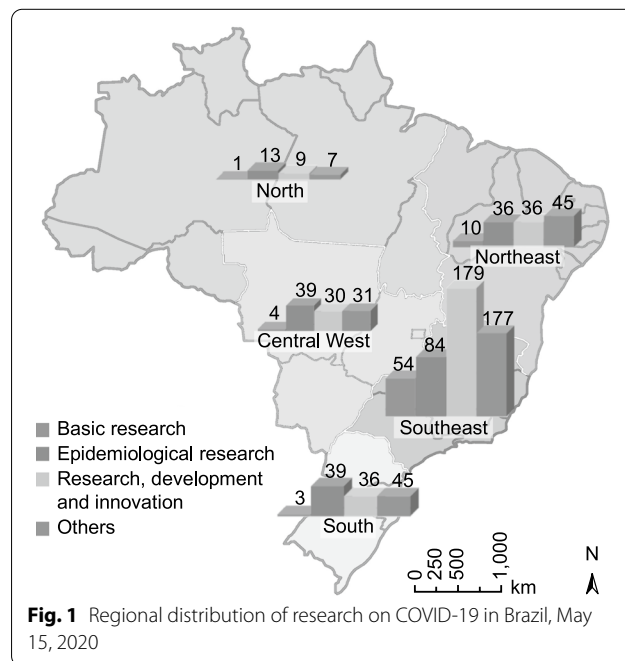 1 13 9 7
North
10 36 36 45
Northeast
4 39 30 31
Central West
54 84 179 177
Southeast
3 39 36 45
South
Basic research
Epidemiological research
Research, development
and innovation
Others
0 250 500 1,000
km
N
Fig. 1 Regional distribution of research on COVID-19 in Brazil, May
15, 2020